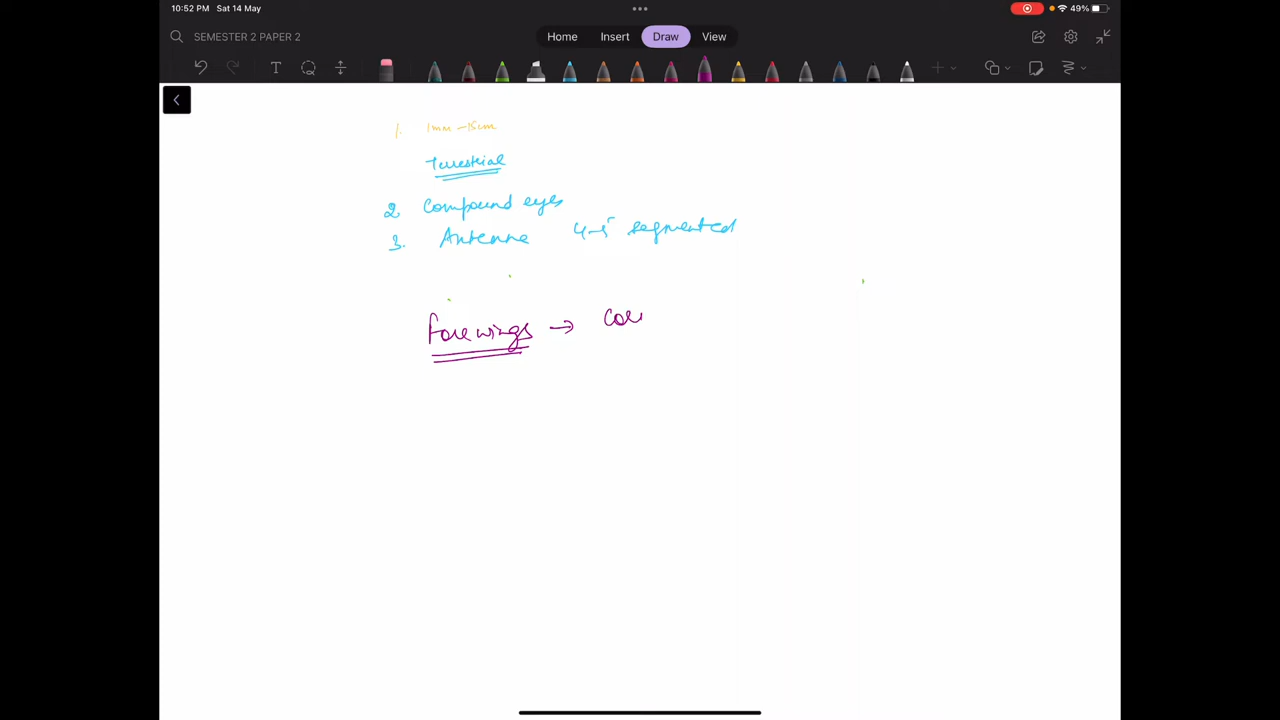 10:52 PM Sat 14 May
49%
SEMESTER 2 PAPER 2
Home Insert Draw View
1. 1mm - 15cm
Terrestrial
2. Compound eyes
3. Antenne 4-5 segmented
Forewings → Cor